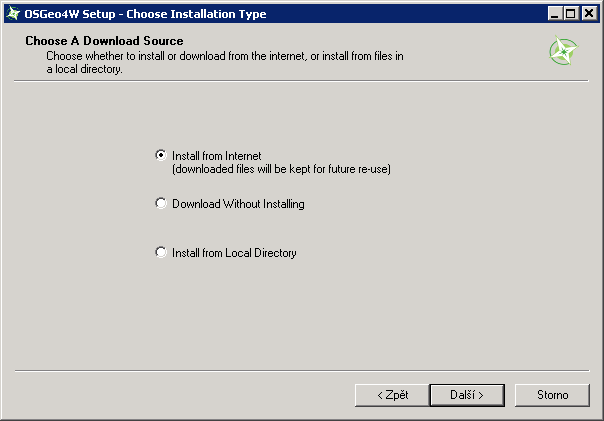 OSGeo4W Setup - Choose Installation Type
Choose A Download Source
Choose whether to install or download from the internet, or install from files in
a local directory.
Install from Internet
(downloaded files will be kept for future re-use)
Download Without Installing
Install from Local Directory
< Zpět
Další >
Storno